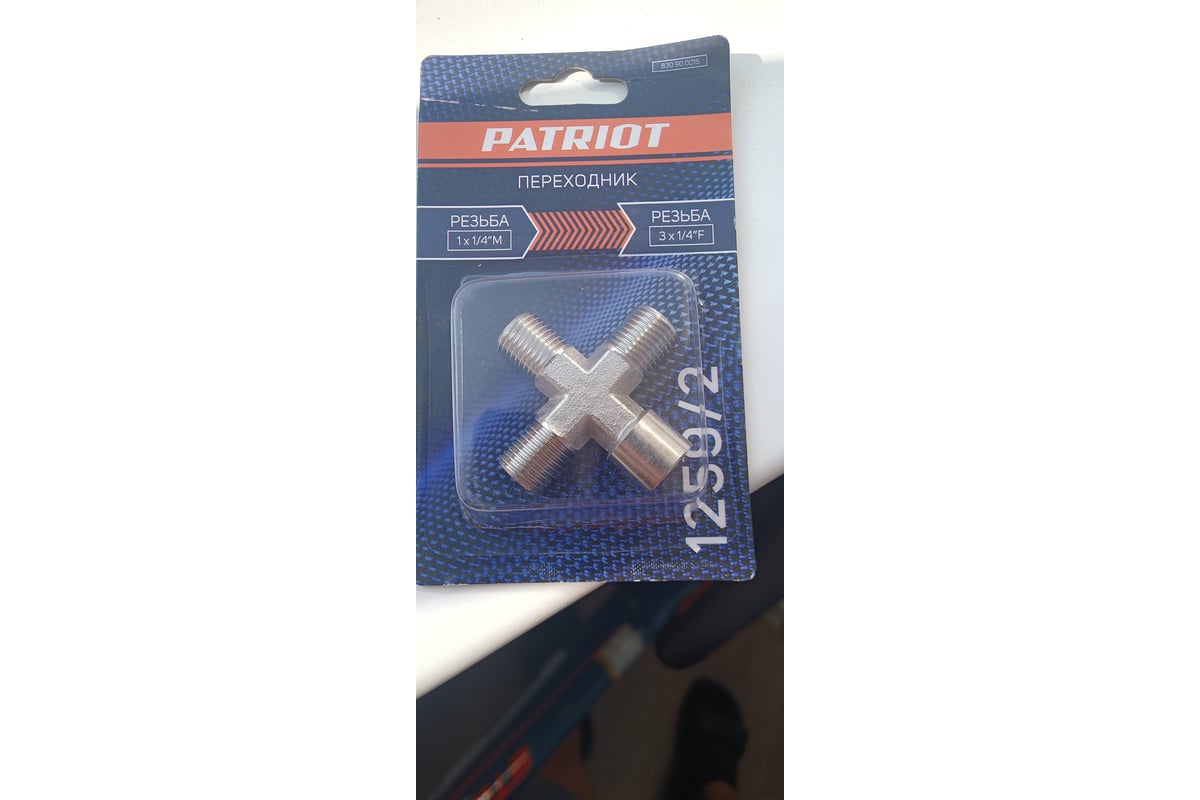 830 90 0015
PATRIOT
ПЕРЕХОДНИК
РЕЗЬБА
1 x 1/4"M
РЕЗЬБА
3 x 1/4"F
1259/2